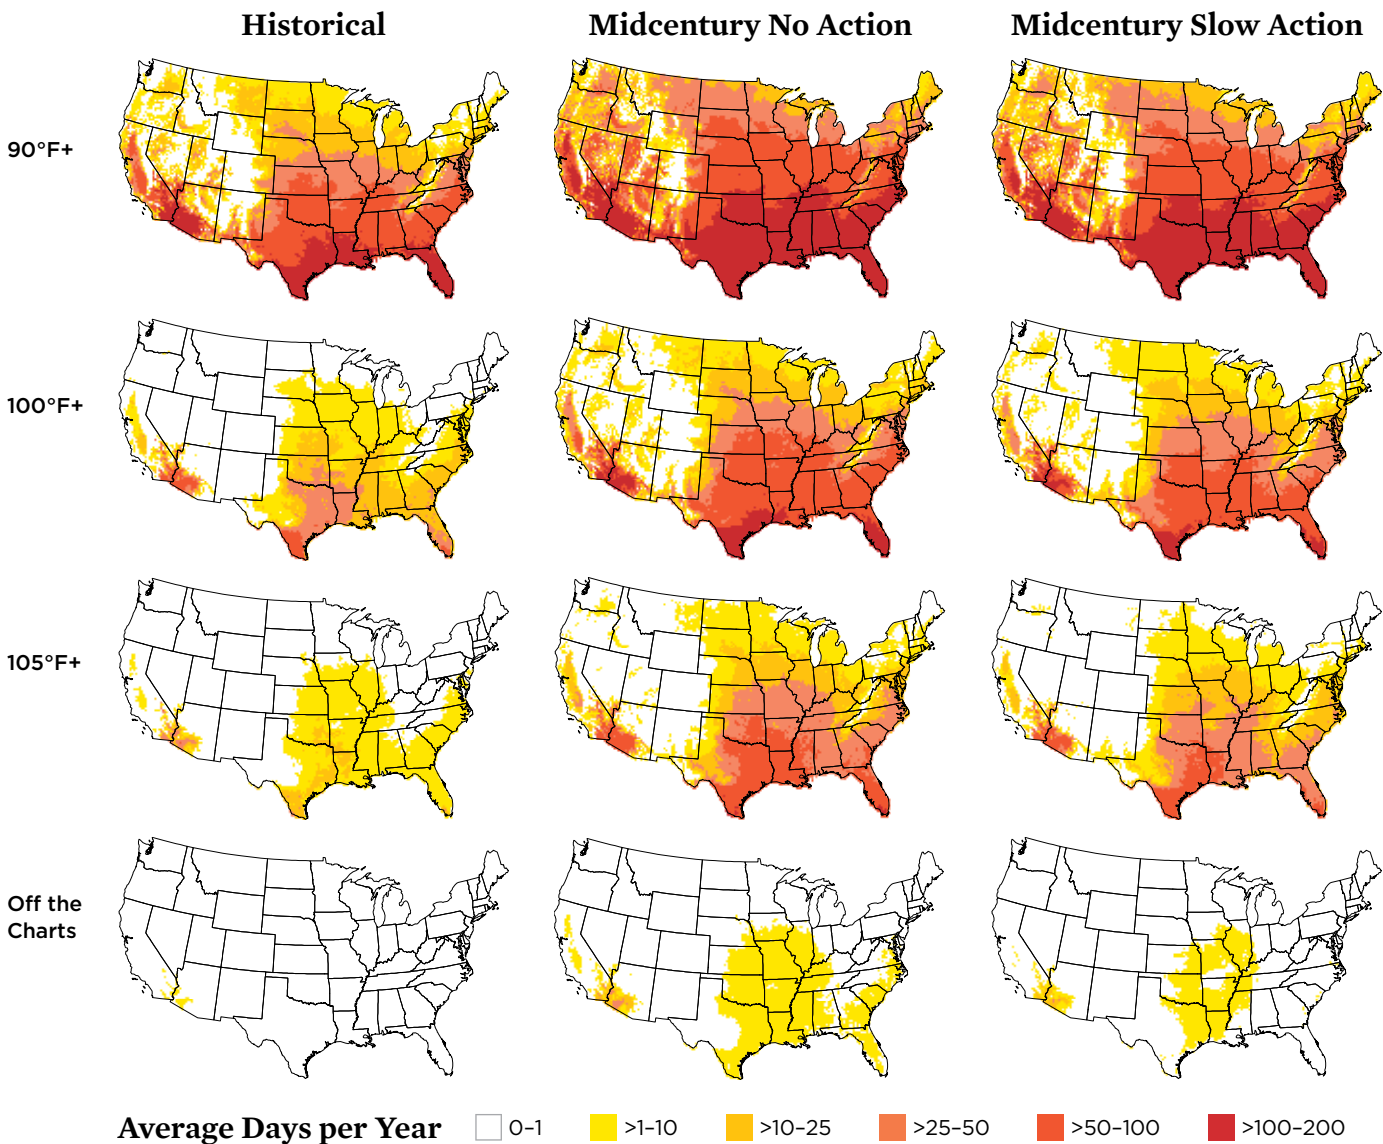 Historical
Midcentury No Action
Midcentury Slow Action
90°F+
100°F+
105°F+
Off the
Charts
Average Days per Year
0–1
>1–10
>10–25
>25–50
>50–100
>100–200